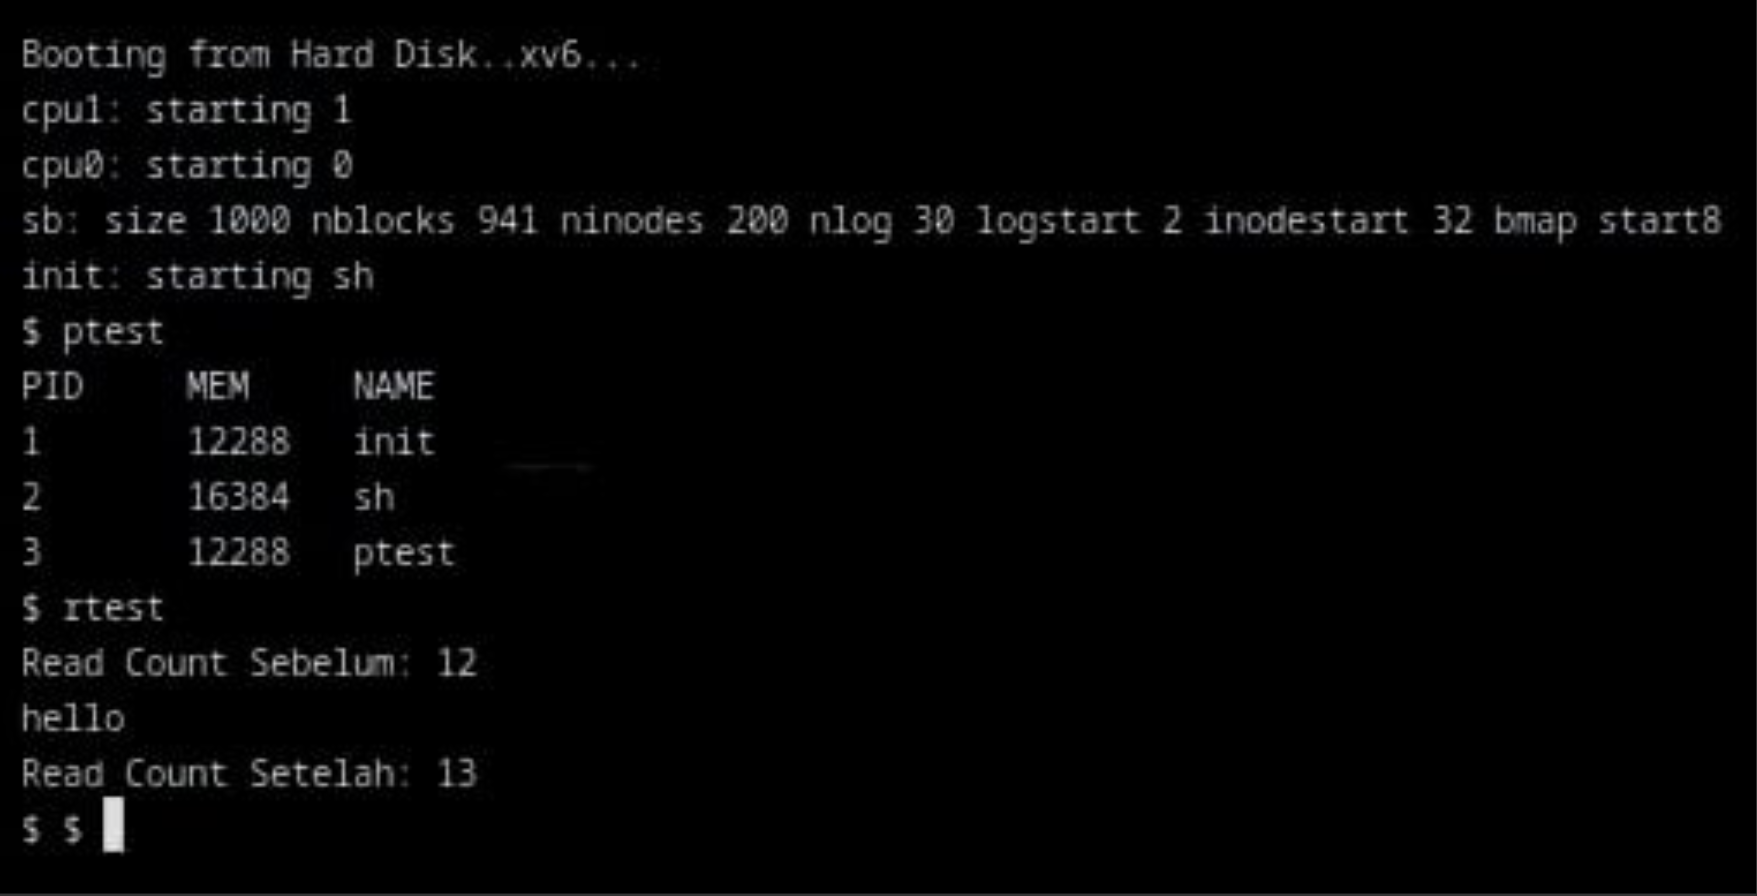 Booting from Hard Disk..xv6...
cpu1: starting 1
cpu0: starting 0
sb: size 1000 nblocks 941 ninodes 200 nlog 30 logstart 2 inodestart 32 bmap start8
init: starting sh
$ ptest
PID MEM NAME
1 12288 init
2 16384 sh
3 12288 ptest
$ rtest
Read Count Sebelum: 12
hello
Read Count Setelah: 13
$ $